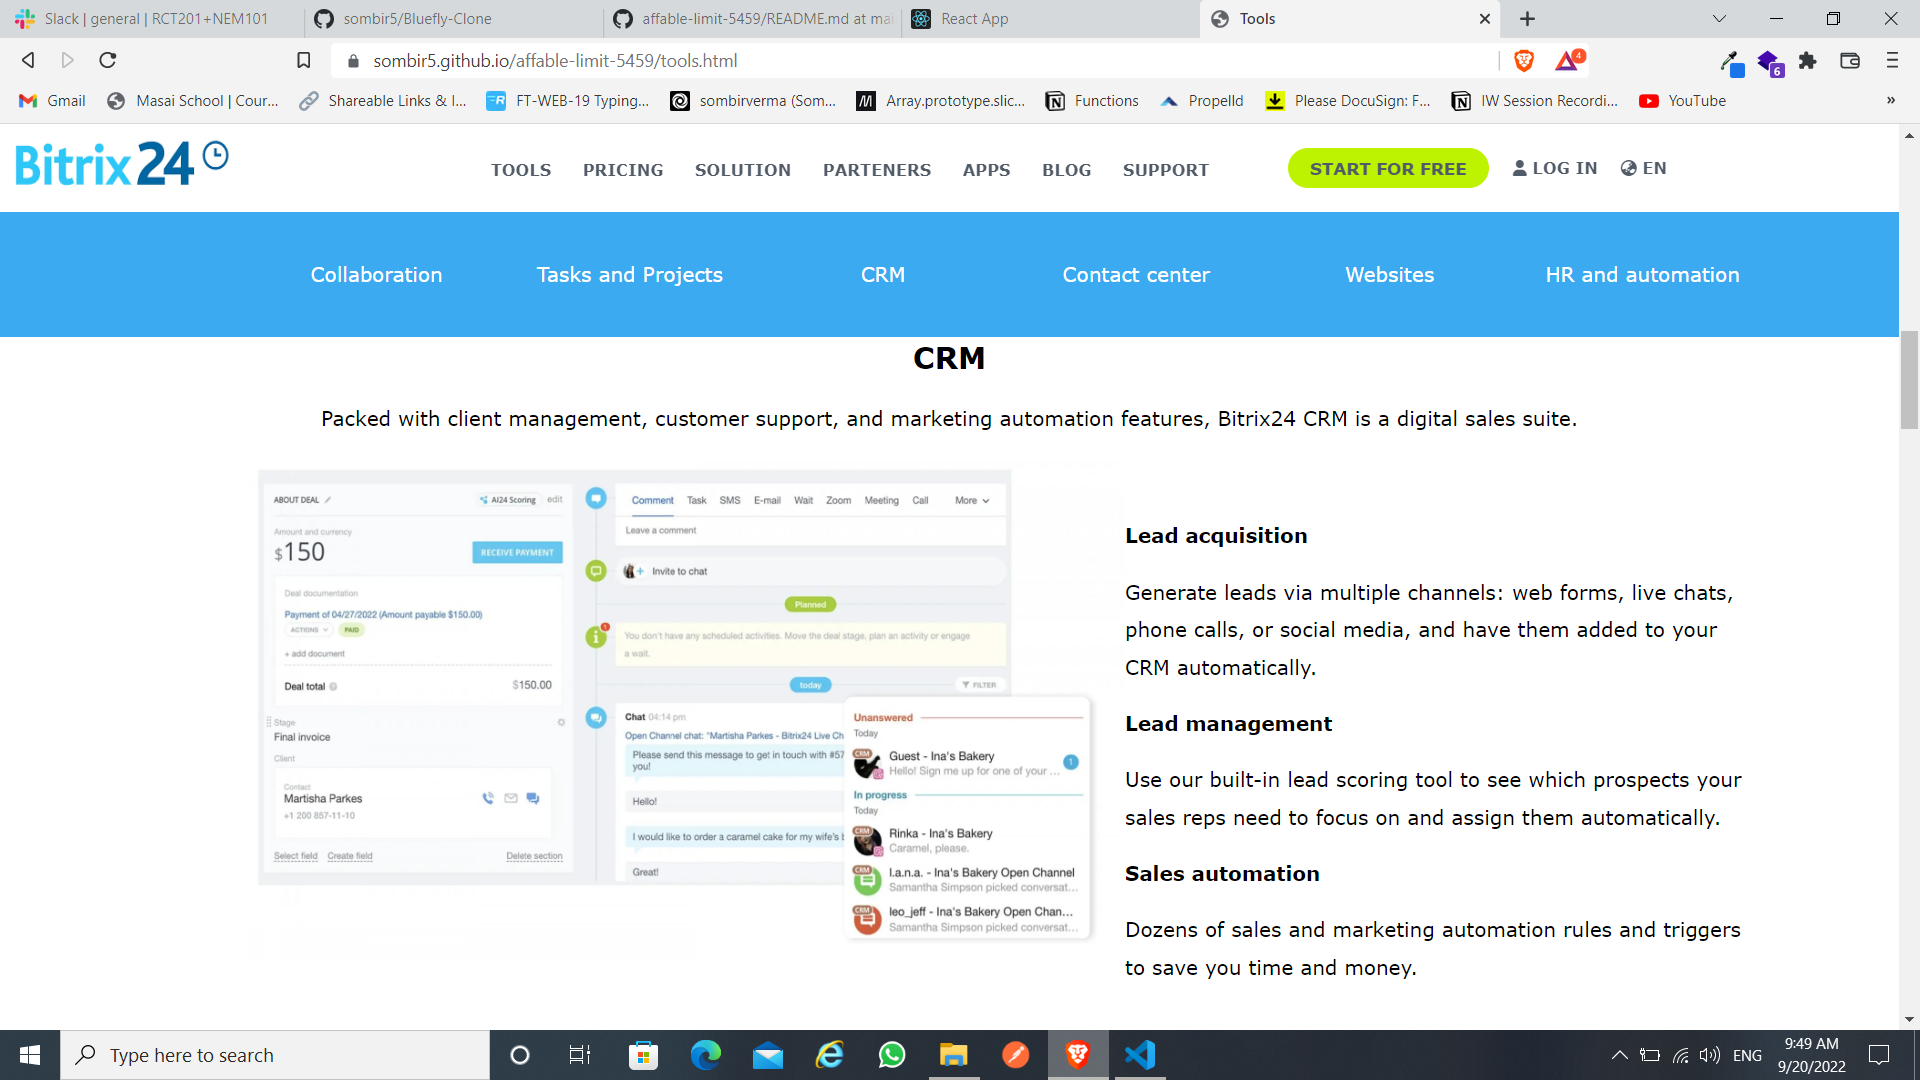 Slack | general | RCT201+NEM101
sombir5/Bluefly-Clone
affable-limit-5459/README.md at mai
React App
Tools
sombir5.github.io/affable-limit-5459/tools.html
4
6
Gmail
Masai School | Cour...
Shareable Links & I...
FT-WEB-19 Typing...
sombirverma (Som...
Array.prototype.slic...
Functions
Propelld
Please DocuSign: F...
IW Session Recordi...
YouTube
»
Bitrix24
TOOLS
PRICING
SOLUTION
PARTENERS
APPS
BLOG
SUPPORT
START FOR FREE
LOG IN
EN
Collaboration
Tasks and Projects
CRM
Contact center
Websites
HR and automation
CRM
Packed with client management, customer support, and marketing automation features, Bitrix24 CRM is a digital sales suite.
ABOUT DEAL
AI24 Scoring
edit
Amount and currency
$150
RECEIVE PAYMENT
Deal documentation
Payment of 04/27/2022 (Amount payable $150.00)
ACTIONS
PAID
+ add document
Deal total
$150.00
Stage
Final invoice
Client
Contact
Martisha Parkes
+1 200 857-11-10
Select field
Create field
Delete section
Comment
Task
SMS
E-mail
Wait
Zoom
Meeting
Call
More
Leave a comment
Invite to chat
Planned
1
You don't have any scheduled activities. Move the deal stage, plan an activity or engage
a wait.
today
FILTER
Chat 04:14 pm
Open Channel chat: "Martisha Parkes - Bitrix24 Live Ch
Please send this message to get in touch with #57
you!
Hello!
I would like to order a caramel cake for my wife's b
Great!
Unanswered
Today
CRM
Guest - Ina's Bakery
Hello! Sign me up for one of your ...
1
In progress
Today
CRM
Rinka - Ina's Bakery
Caramel, please.
CRM
l.a.n.a. - Ina's Bakery Open Channel
Samantha Simpson picked conversat...
CRM
leo_jeff - Ina's Bakery Open Chan...
Samantha Simpson picked conversat...
Lead acquisition
Generate leads via multiple channels: web forms, live chats,
phone calls, or social media, and have them added to your
CRM automatically.
Lead management
Use our built-in lead scoring tool to see which prospects your
sales reps need to focus on and assign them automatically.
Sales automation
Dozens of sales and marketing automation rules and triggers
to save you time and money.
Type here to search
ENG
9:49 AM
9/20/2022